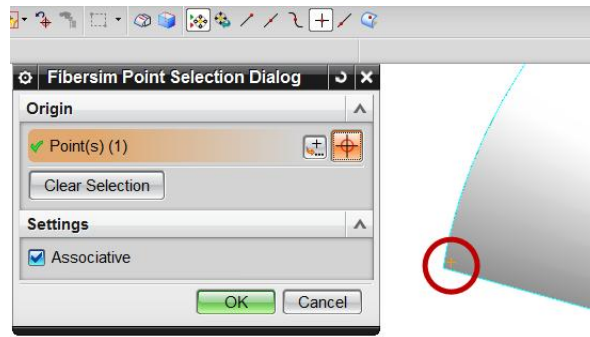 Fibersim Point Selection Dialog
Origin
Point(s) (1)
Clear Selection
Settings
Associative
OK Cancel